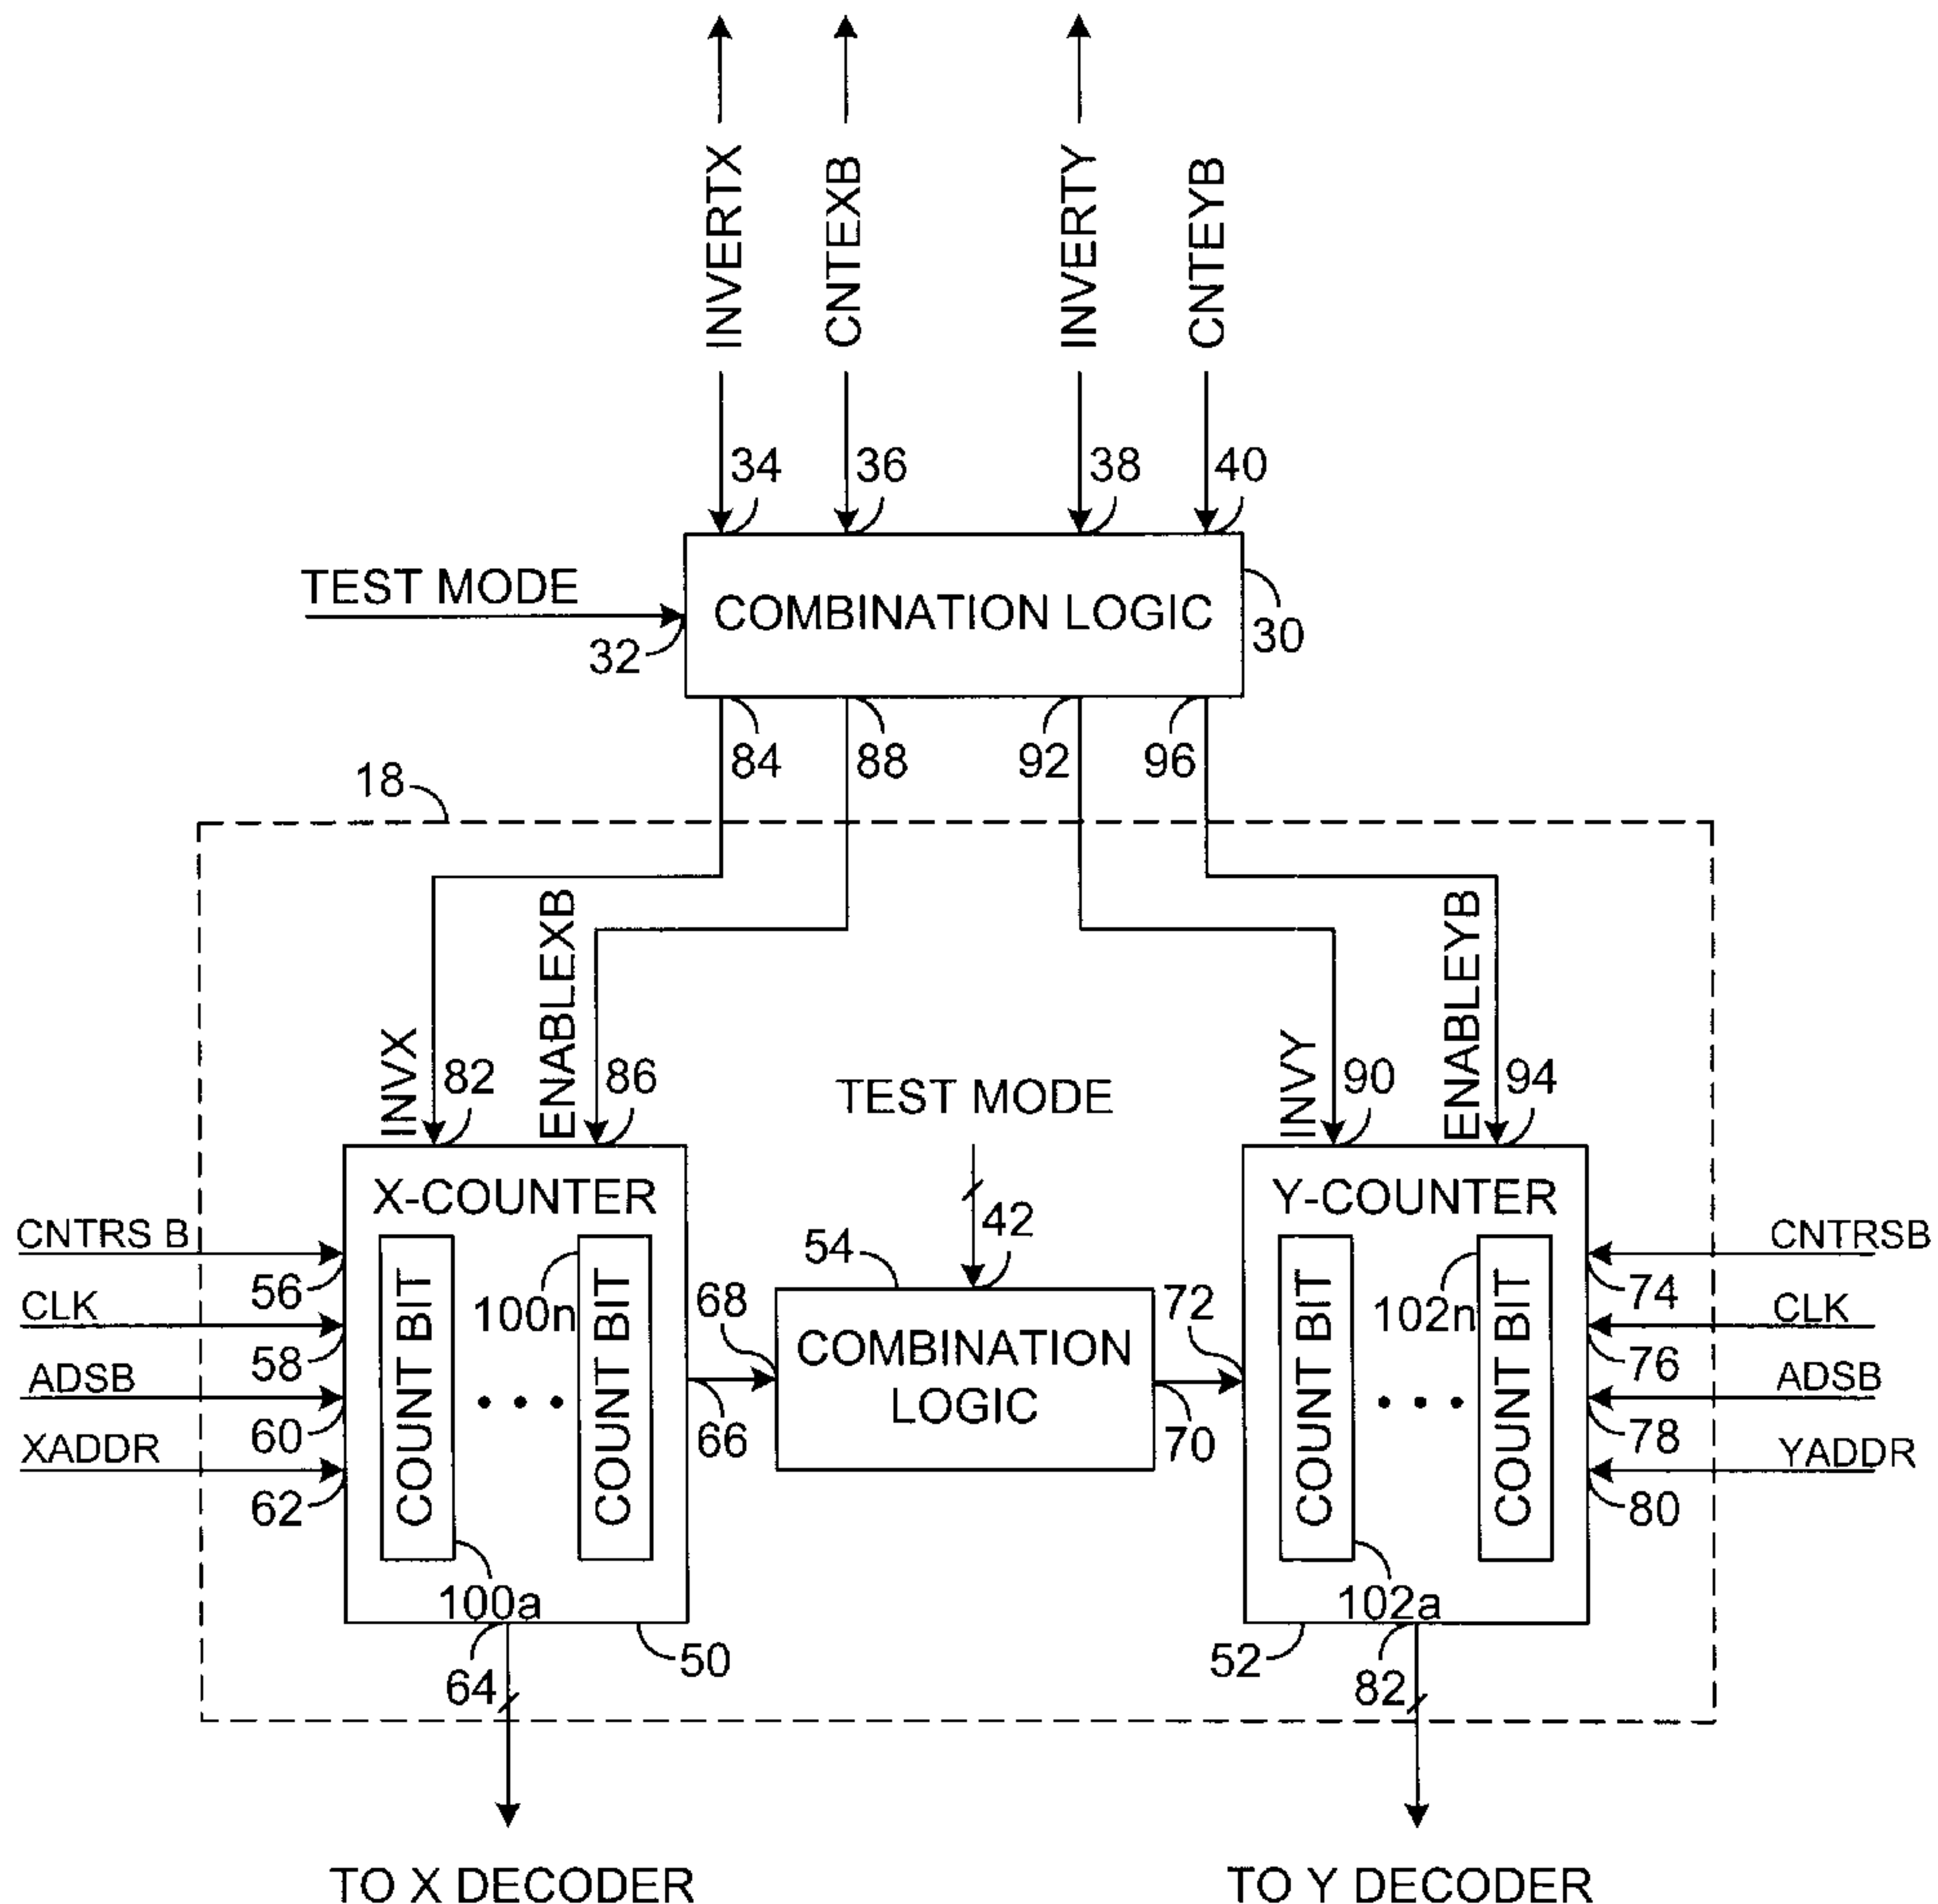 INVERTX
CNTEXB
INVERTY
CNTEYB
34
36
38
40
TEST MODE
32
COMBINATION LOGIC
30
84
88
92
96
18
INVX
82
ENABLEXB
86
TEST MODE
42
INVY
90
ENABLEYB
94
X-COUNTER
Y-COUNTER
CNTRS B
56
CLK
58
ADSB
60
XADDR
62
COUNT BIT
100n
COUNT BIT
100a
68
66
54
COMBINATION
LOGIC
72
70
COUNT BIT
102n
COUNT BIT
102a
CNTRSB
74
CLK
76
ADSB
78
YADDR
80
64
50
52
82
TO X DECODER
TO Y DECODER